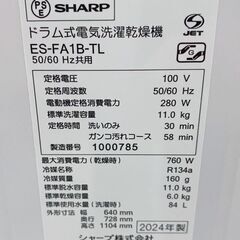 PS
E
SHARP
JET
ドラム式電気洗濯乾燥機
ES-FA1B-TL
50/60 Hz共用
定格電圧 100 V
定格周波数 50/60 Hz
電動機定格消費電力 280 W
標準洗濯容量 11.0 kg
定格時間 洗いのみ 30 min
ガンコ汚れコース 58 min
製造番号 1000785
最大消費電力(乾燥時) 760 W
冷媒名称 R134a
冷媒質量 160 g
標準脱水容量 11.0 kg
標準乾燥容量 6.0 kg
標準使用水量(洗濯時) 84 L
外形寸法 幅 640 mm
奥行 728 mm
高さ 1104 mm
2024年製
シャープ株式会社